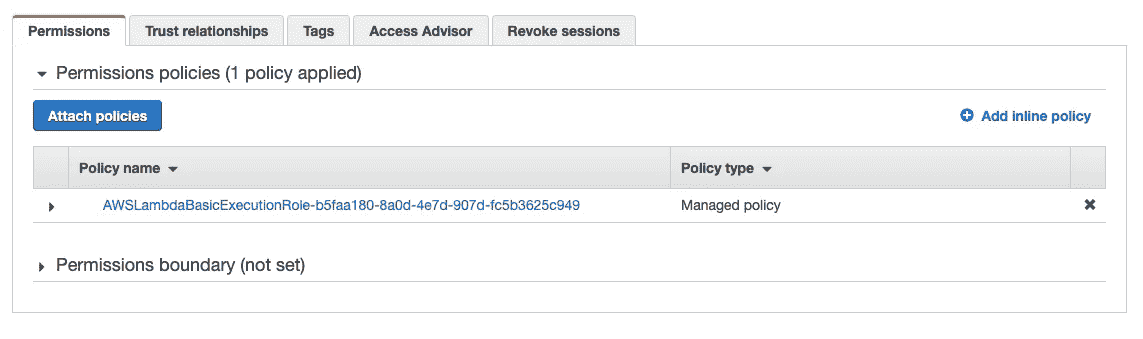 Permissions Trust relationships Tags Access Advisor Revoke sessions
Permissions policies (1 policy applied)
Attach policies Add inline policy
Policy name Policy type
AWSLambdaBasicExecutionRole-b5faa180-8a0d-4e7d-907d-fc5b3625c949 Managed policy
Permissions boundary (not set)